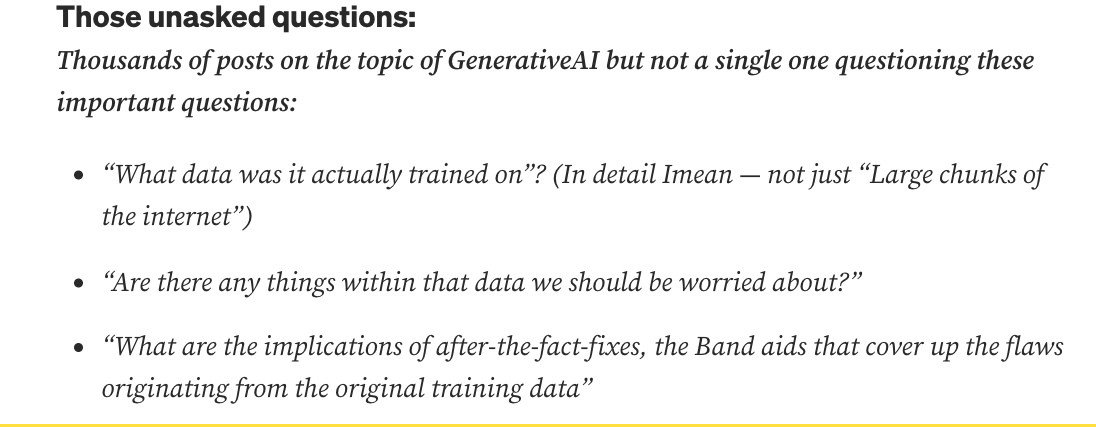 Those unasked questions:
Thousands of posts on the topic of GenerativeAI but not a single one questioning these
important questions:
• “What data was it actually trained on”? (In detail Imean — not just “Large chunks of
the internet”)
• “Are there any things within that data we should be worried about?”
• “What are the implications of after-the-fact-fixes, the Band aids that cover up the flaws
originating from the original training data”